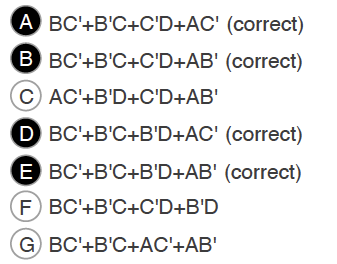 A BC'+B'C+C'D+AC' (correct)
B BC'+B'C+C'D+AB' (correct)
C AC'+B'D+C'D+AB'
D BC'+B'C+B'D+AC' (correct)
E BC'+B'C+B'D+AB' (correct)
F BC'+B'C+C'D+B'D
G BC'+B'C+AC'+AB'